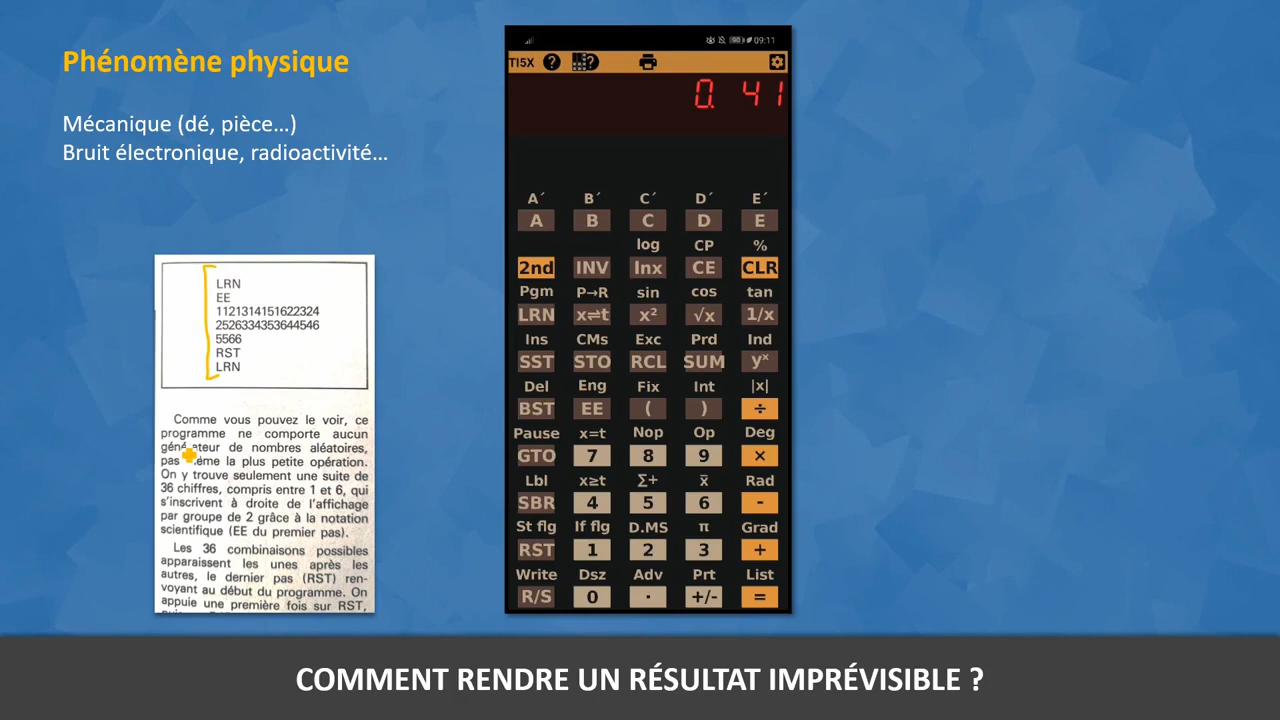 Phénomène physique
Mécanique (dé, pièce…)
Bruit électronique, radioactivité…
LRN
EE
1121314151622324
2526334353644546
5566
RST
LRN
Comme vous pouvez le voir, ce
programme ne comporte aucun
générateur de nombres aléatoires,
pas même la plus petite opération.
On y trouve seulement une suite de
36 chiffres, compris entre 1 et 6, qui
s'inscrivent à droite de l'affichage
par groupe de 2 grâce à la notation
scientifique (EE du premier pas).
Les 36 combinaisons possibles
apparaissent les unes après les
autres, le dernier pas (RST) ren-
voyant au début du programme. On
appuie une première fois sur RST,
90 09:11
TI5X ? ?
0. 41
A´ B´ C´ D´ E´
A B C D E
log CP %
2nd INV lnx CE CLR
Pgm P→R sin cos tan
LRN x⇌t x² √x 1/x
Ins CMs Exc Prd Ind
SST STO RCL SUM yˣ
Del Eng Fix Int |x|
BST EE ( ) ÷
Pause x=t Nop Op Deg
GTO 7 8 9 ×
Lbl x≥t Σ+ x̅ Rad
SBR 4 5 6 -
St flg If flg D.MS π Grad
RST 1 2 3 +
Write Dsz Adv Prt List
R/S 0 · +/- =
COMMENT RENDRE UN RÉSULTAT IMPRÉVISIBLE ?